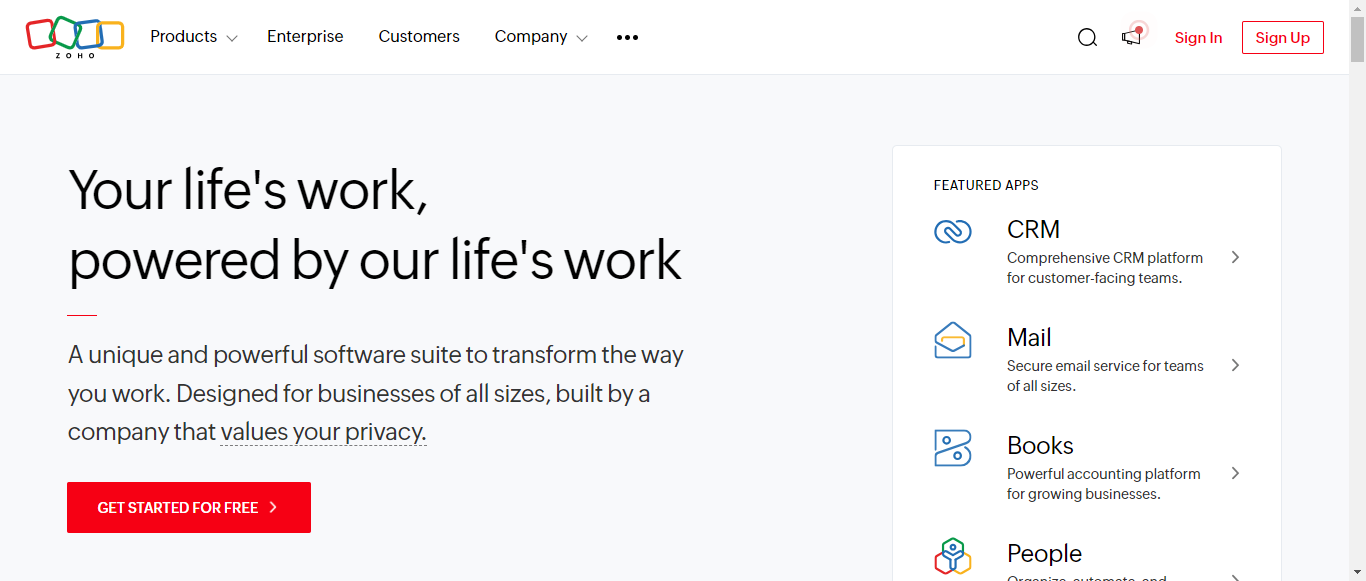 ZOHO
Products
Enterprise
Customers
Company
Sign In
Sign Up
Your life's work,
powered by our life's work
A unique and powerful software suite to transform the way
you work. Designed for businesses of all sizes, built by a
company that values your privacy.
GET STARTED FOR FREE
FEATURED APPS
CRM
Comprehensive CRM platform
for customer-facing teams.
Mail
Secure email service for teams
of all sizes.
Books
Powerful accounting platform
for growing businesses.
People
Organize, automate, and